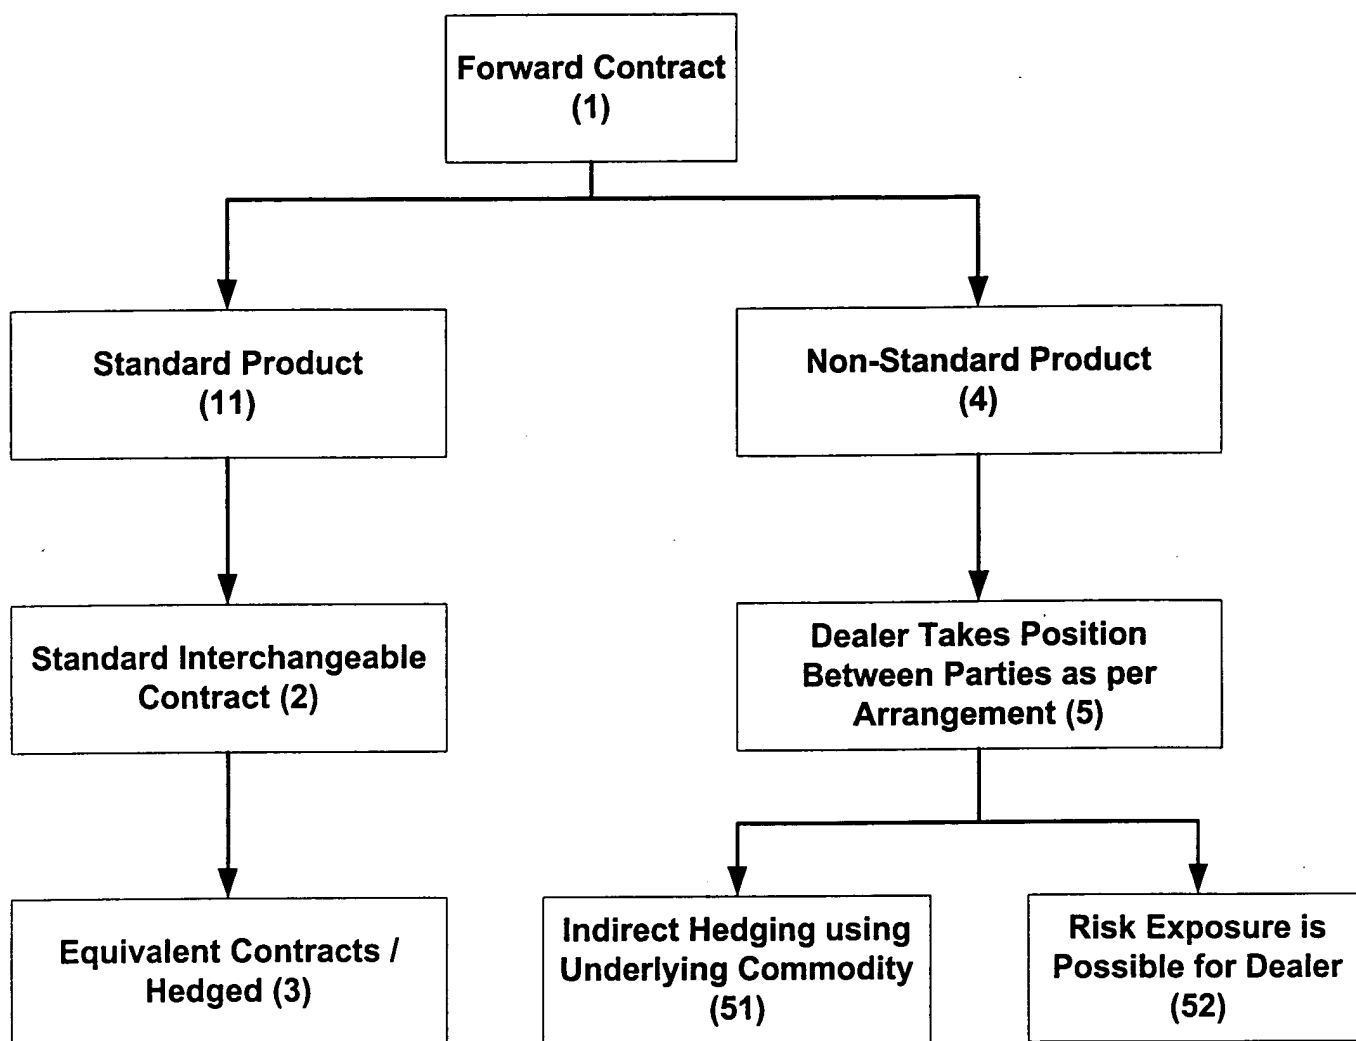 Forward Contract
(1)
Standard Product
(11)
Non-Standard Product
(4)
Standard Interchangeable
Contract (2)
Dealer Takes Position
Between Parties as per
Arrangement (5)
Equivalent Contracts /
Hedged (3)
Indirect Hedging using
Underlying Commodity
(51)
Risk Exposure is
Possible for Dealer
(52)